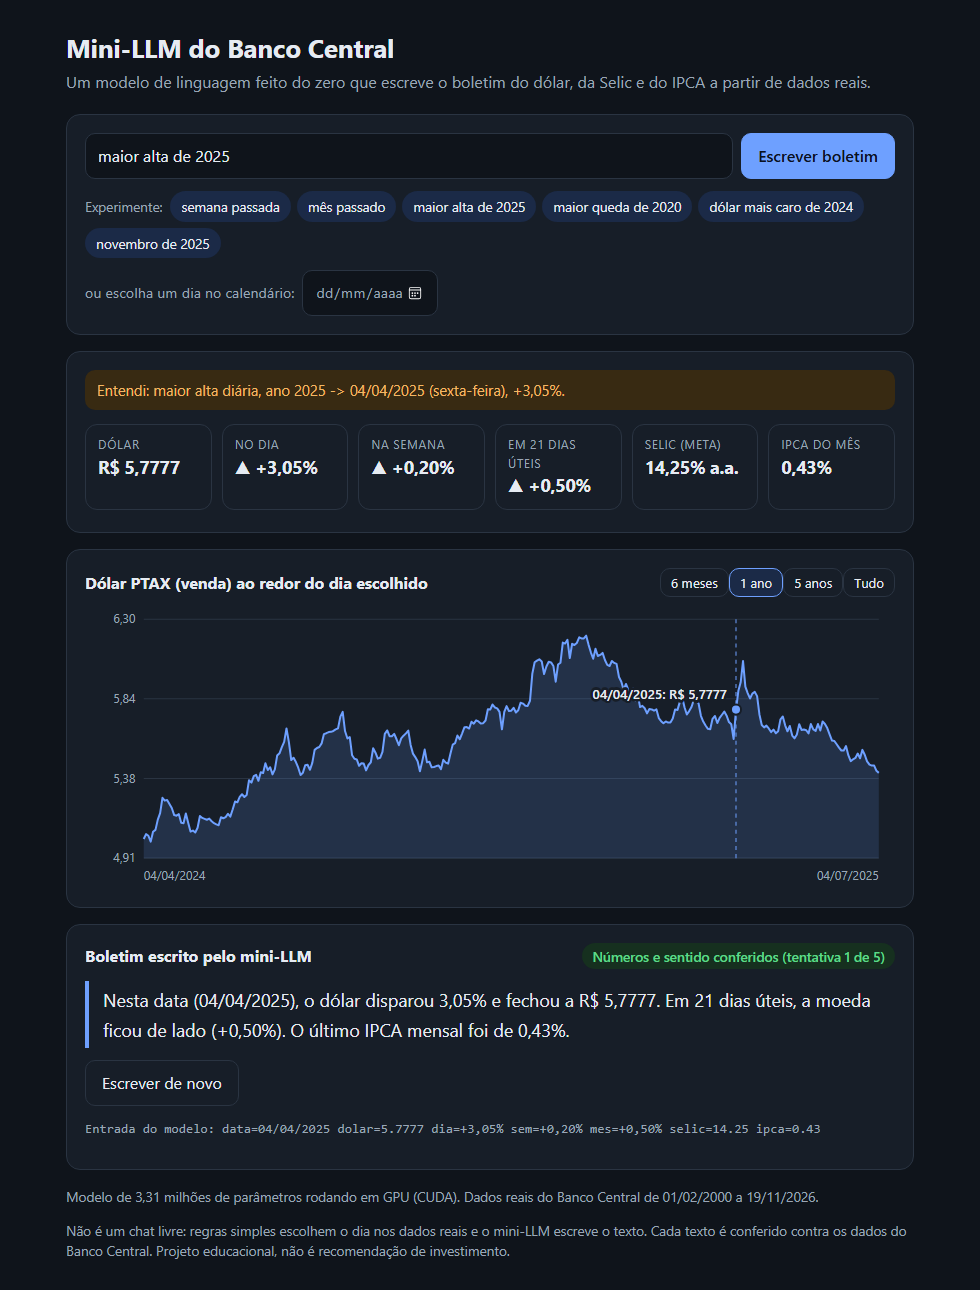 Mini-LLM do Banco Central
Um modelo de linguagem feito do zero que escreve o boletim do dólar, da Selic e do IPCA a partir de dados reais.
maior alta de 2025
Escrever boletim
Experimente: semana passada mês passado maior alta de 2025 maior queda de 2020 dólar mais caro de 2024
novembro de 2025
ou escolha um dia no calendário: dd/mm/aaaa
Entendi: maior alta diária, ano 2025 -> 04/04/2025 (sexta-feira), +3,05%.
DÓLAR
R$ 5,7777
NO DIA
▲ +3,05%
NA SEMANA
▲ +0,20%
EM 21 DIAS
ÚTEIS
▲ +0,50%
SELIC (META)
14,25% a.a.
IPCA DO MÊS
0,43%
Dólar PTAX (venda) ao redor do dia escolhido
6 meses 1 ano 5 anos Tudo
6,30
5,84
04/04/2025: R$ 5,7777
5,38
4,91
04/04/2024
04/07/2025
Boletim escrito pelo mini-LLM
Números e sentido conferidos (tentativa 1 de 5)
Nesta data (04/04/2025), o dólar disparou 3,05% e fechou a R$ 5,7777. Em 21 dias úteis, a moeda
ficou de lado (+0,50%). O último IPCA mensal foi de 0,43%.
Escrever de novo
Entrada do modelo: data=04/04/2025 dolar=5.7777 dia=+3,05% sem=+0,20% mes=+0,50% selic=14.25 ipca=0.43
Modelo de 3,31 milhões de parâmetros rodando em GPU (CUDA). Dados reais do Banco Central de 01/02/2000 a 19/11/2026.
Não é um chat livre: regras simples escolhem o dia nos dados reais e o mini-LLM escreve o texto. Cada texto é conferido contra os dados do
Banco Central. Projeto educacional, não é recomendação de investimento.